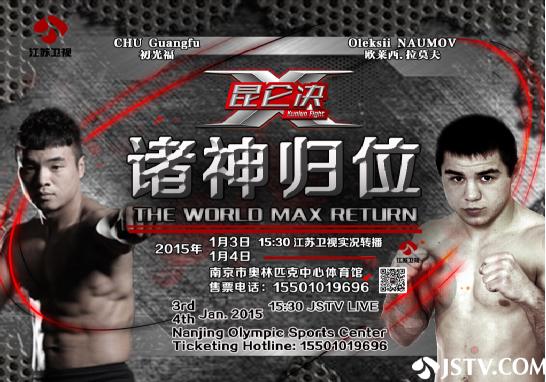 江苏卫视
CHU Guangfu
初光福
Oleksii NAUMOV
欧莱西.拉莫夫
昆仑决
Kunlun Fight
诸神归位
THE WORLD MAX RETURN
2015年 1月3日 15:30 江苏卫视实况转播
1月4日
南京市奥林匹克中心体育馆
售票电话：15501019696
江苏卫视
3rd
4th Jan. 2015 15:30 JSTV LIVE
Nanjing Olympic Sports Center
Ticketing Hotline: 15501019696
JSTV.COM